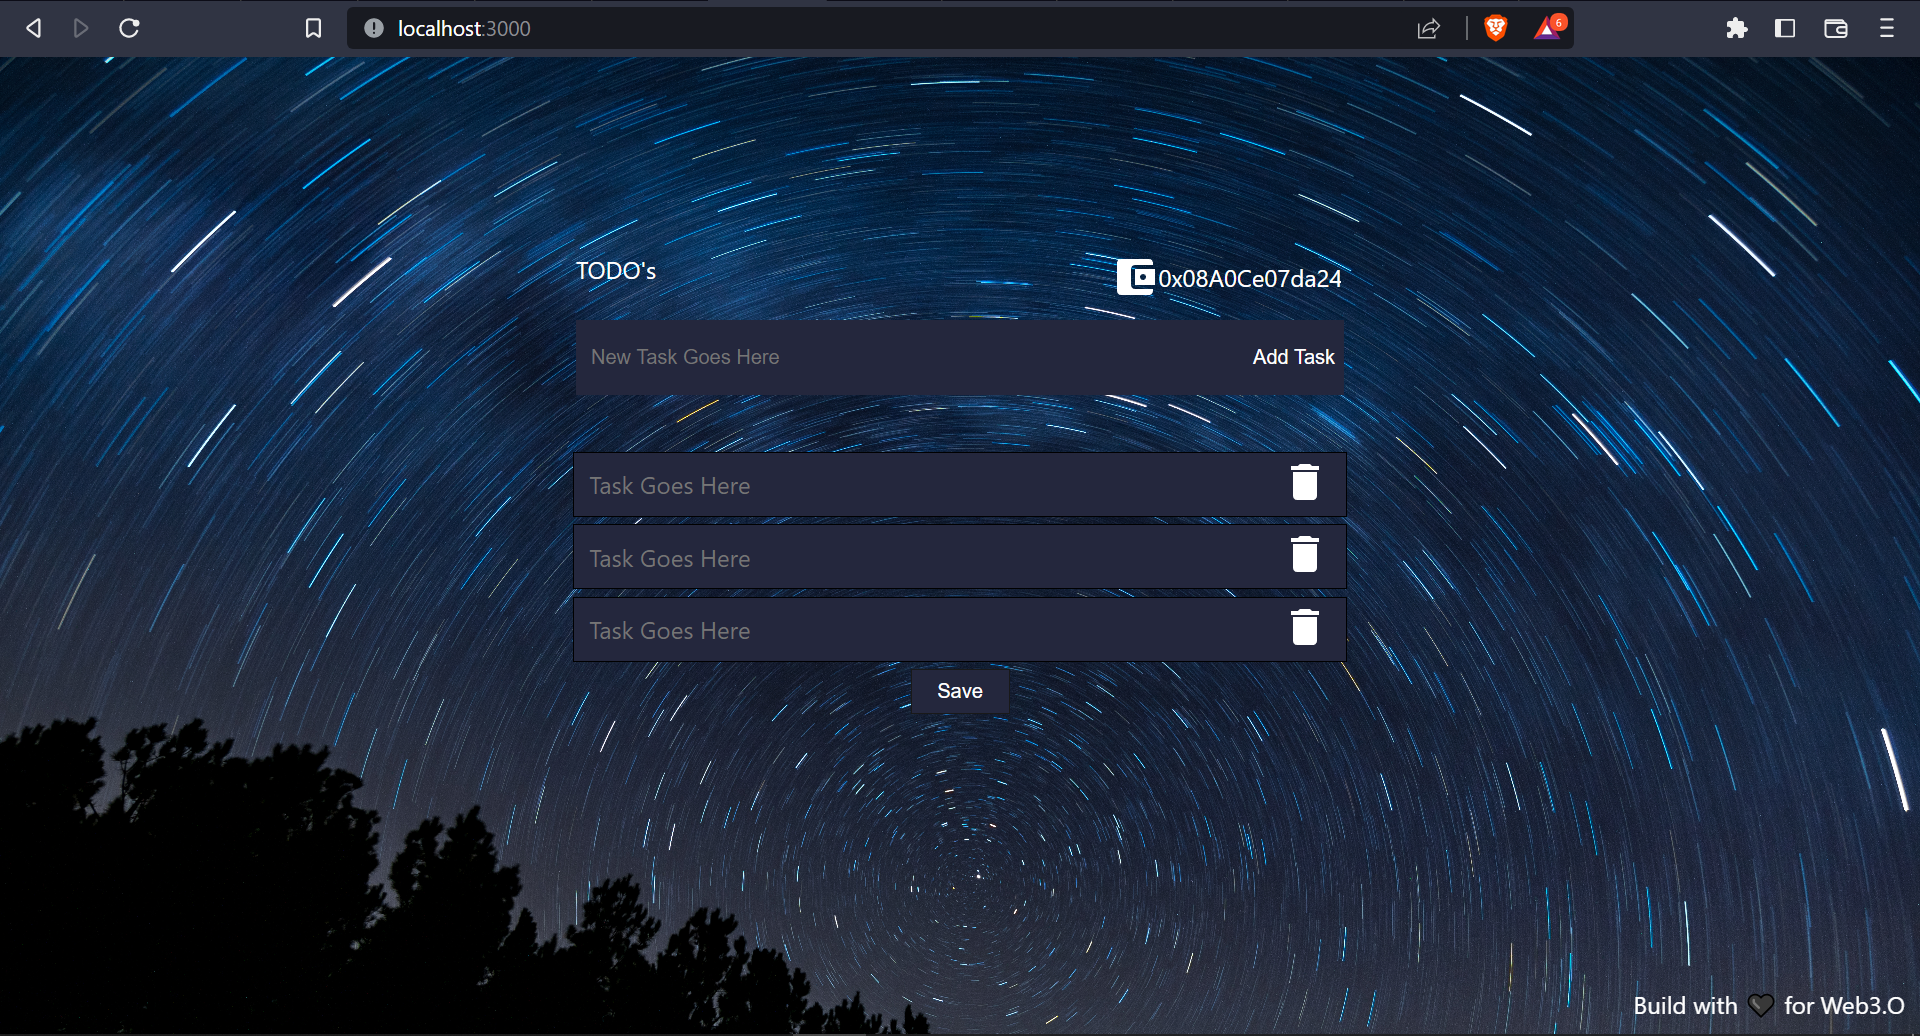 localhost:3000
6
TODO's
0x08A0Ce07da24
New Task Goes Here
Add Task
Task Goes Here
Task Goes Here
Task Goes Here
Save
Build with 🖤 for Web3.O